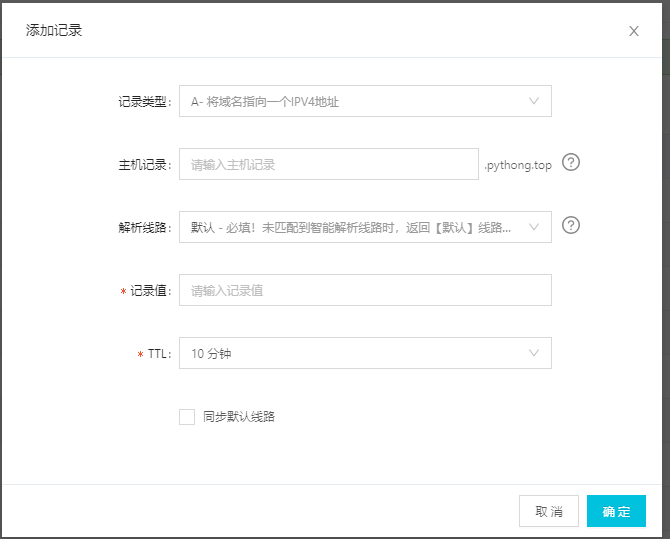 添加记录
记录类型: A- 将域名指向一个IPV4地址
主机记录: 请输入主机记录 .pythong.top ?
解析线路: 默认 - 必填！未匹配到智能解析线路时，返回【默认】线路... ?
* 记录值: 请输入记录值
* TTL: 10 分钟
同步默认线路
取消 确定